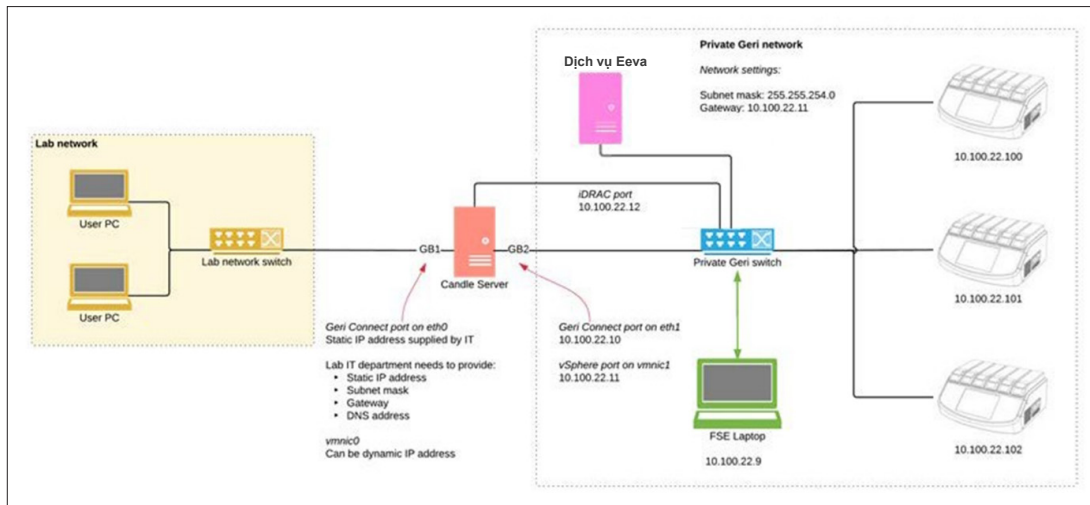 Private Geri network
Network settings:
Subnet mask: 255.255.254.0
Gateway: 10.100.22.11
Dịch vụ Eeva
10.100.22.100
Lab network
User PC
User PC
Lab network switch
iDRAC port
10.100.22.12
GB1
GB2
Candle Server
Private Geri switch
10.100.22.101
Geri Connect port on eth0
Static IP address supplied by IT
Lab IT department needs to provide:
• Static IP address
• Subnet mask
• Gateway
• DNS address
vmnic0
Can be dynamic IP address
Geri Connect port on eth1
10.100.22.10
vSphere port on vmnic1
10.100.22.11
FSE Laptop
10.100.22.9
10.100.22.102